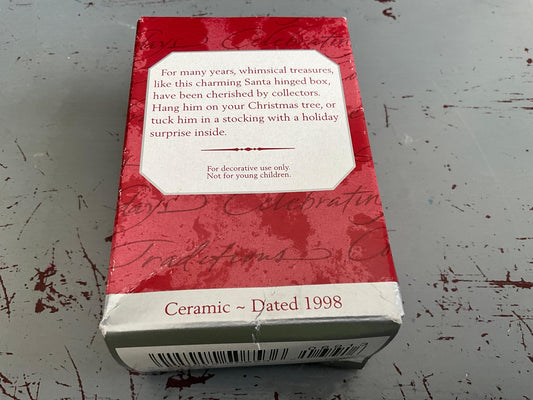 For many years, whimsical treasures,
like this charming Santa hinged box,
have been cherished by collectors.
Hang him on your Christmas tree, or
tuck him in a stocking with a holiday
surprise inside.
For decorative use only.
Not for young children.
Days Celebrating
Traditions
Ceramic ~ Dated 1998